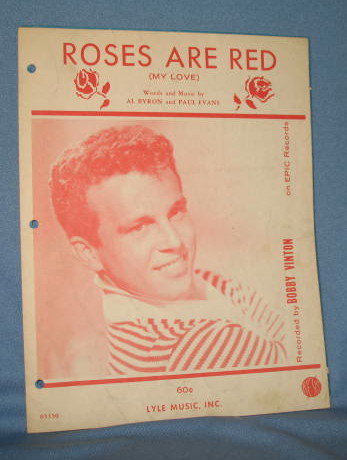 ROSES ARE RED
(MY LOVE)
Words and Music by
AL BYRON and PAUL EVANS
Recorded by BOBBY VINTON on EPIC Records
60¢
LYLE MUSIC, INC.